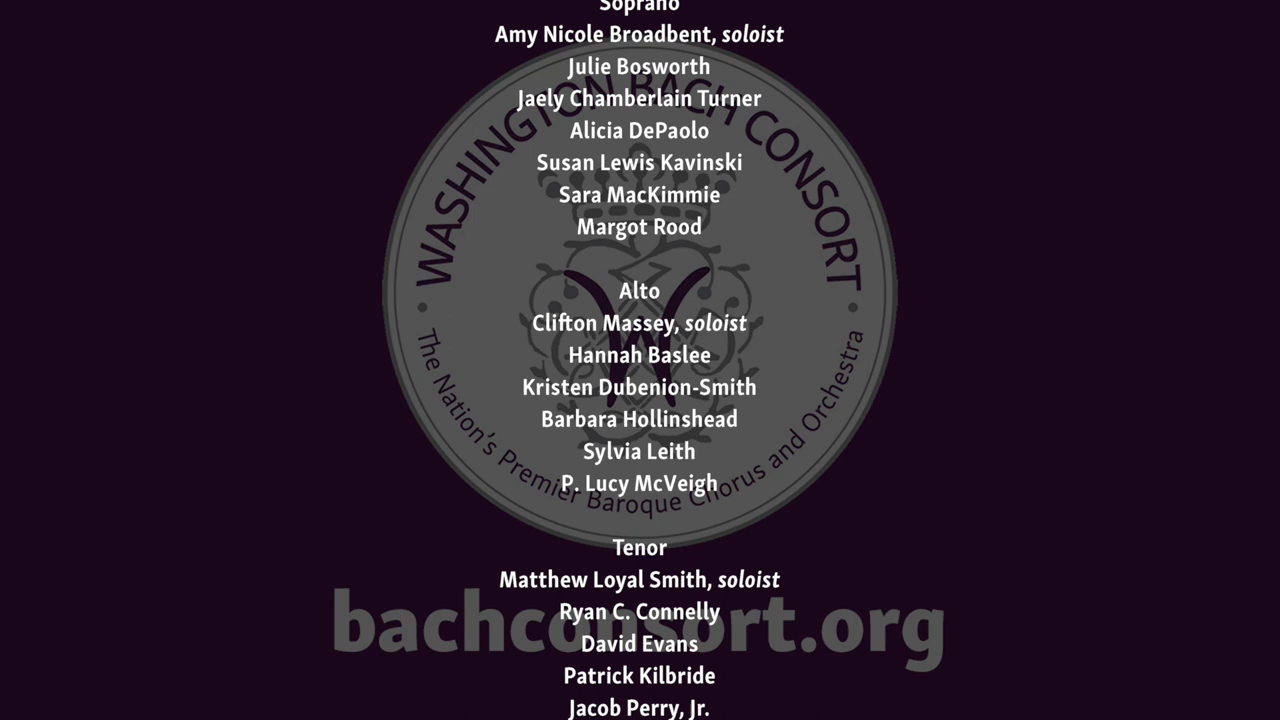 Soprano
Amy Nicole Broadbent, soloist
Julie Bosworth
Jaely Chamberlain Turner
Alicia DePaolo
Susan Lewis Kavinski
Sara MacKimmie
Margot Rood
Alto
Clifton Massey, soloist
Hannah Baslee
Kristen Dubenion-Smith
Barbara Hollinshead
Sylvia Leith
P. Lucy McVeigh
Tenor
Matthew Loyal Smith, soloist
Ryan C. Connelly
David Evans
Patrick Kilbride
Jacob Perry, Jr.
WASHINGTON BACH CONSORT
The Nation's Premier Baroque Chorus and Orchestra
W
bachconsort.org